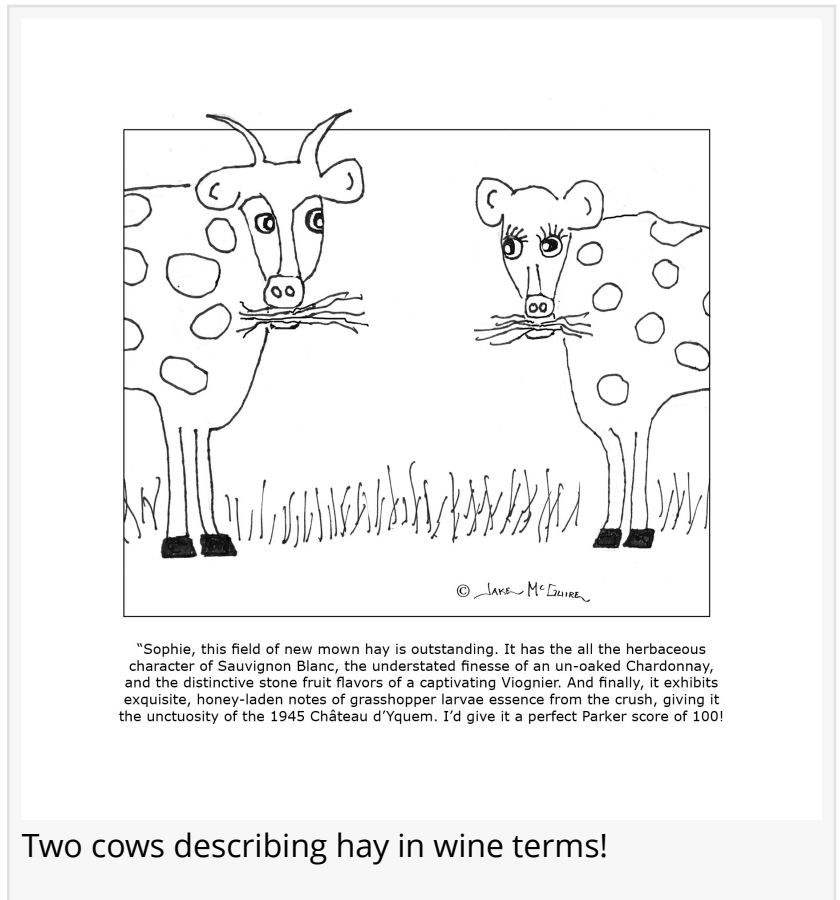 © Jake McGuire
“Sophie, this field of new mown hay is outstanding. It has the all the herbaceous
character of Sauvignon Blanc, the understated finesse of an un-oaked Chardonnay,
and the distinctive stone fruit flavors of a captivating Viognier. And finally, it exhibits
exquisite, honey-laden notes of grasshopper larvae essence from the crush, giving it
the unctuosity of the 1945 Château d’Yquem. I’d give it a perfect Parker score of 100!
Two cows describing hay in wine terms!